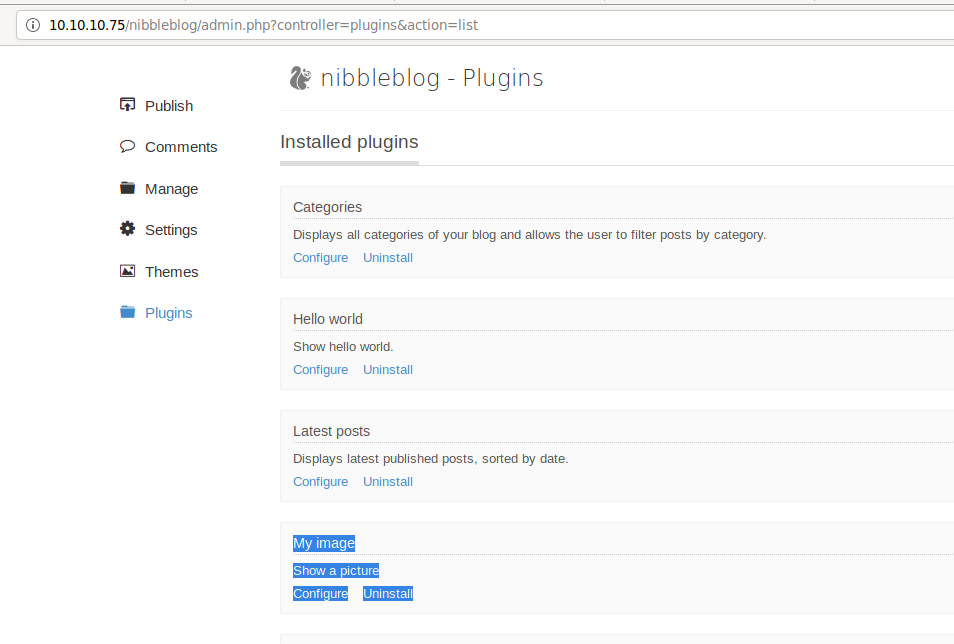 10.10.10.75/nibbleblog/admin.php?controller=plugins&action=list
nibbleblog - Plugins
Publish
Comments
Manage
Settings
Themes
Plugins
Installed plugins
Categories
Displays all categories of your blog and allows the user to filter posts by category.
Configure Uninstall
Hello world
Show hello world.
Configure Uninstall
Latest posts
Displays latest published posts, sorted by date.
Configure Uninstall
My image
Show a picture
Configure Uninstall